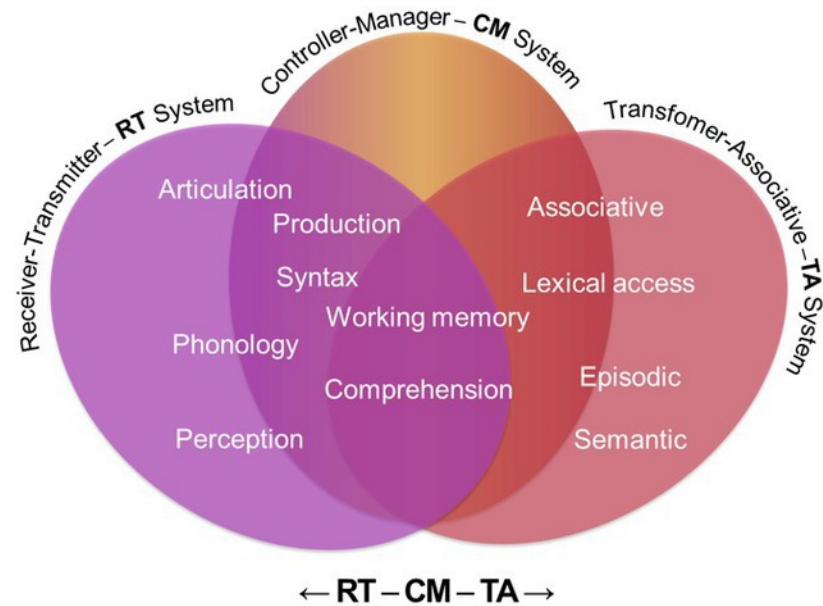 Controller-Manager – CM System
Receiver-Transmitter – RT System
Transfomer-Associative – TA System
Articulation
Production
Associative
Syntax
Lexical access
Working memory
Phonology
Episodic
Comprehension
Perception
Semantic
← RT – CM – TA →